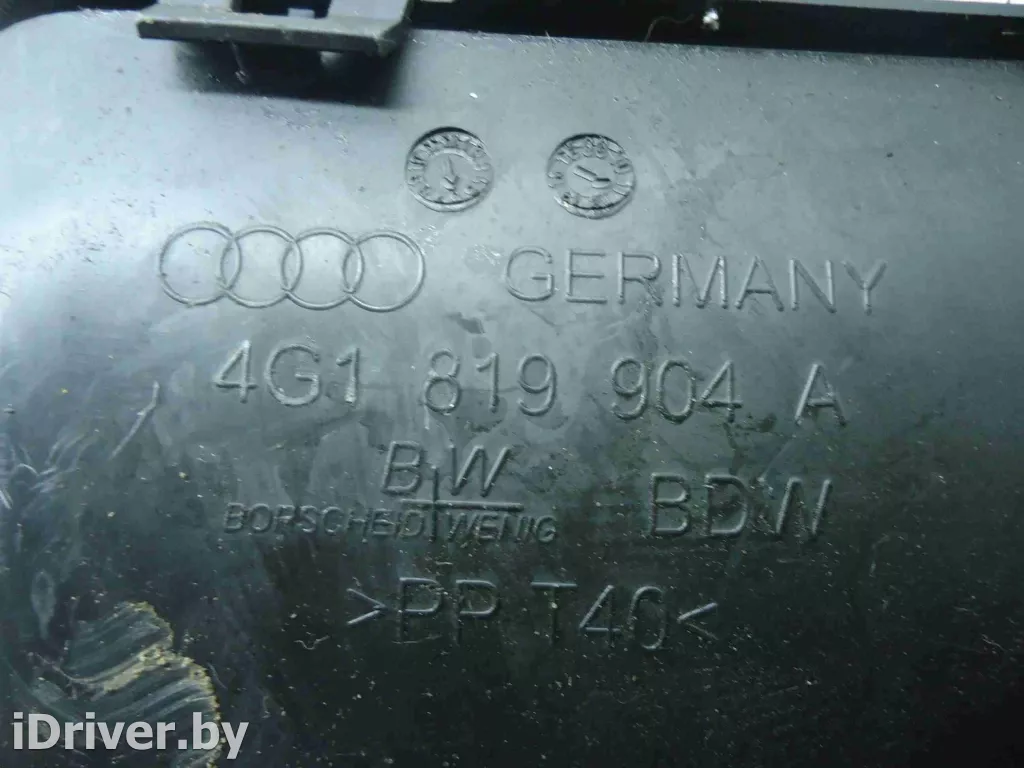 GERMANY
4G1 819 904 A
BW
BORSCHEID+WENIG BDW
>PP T40<
iDriver.by